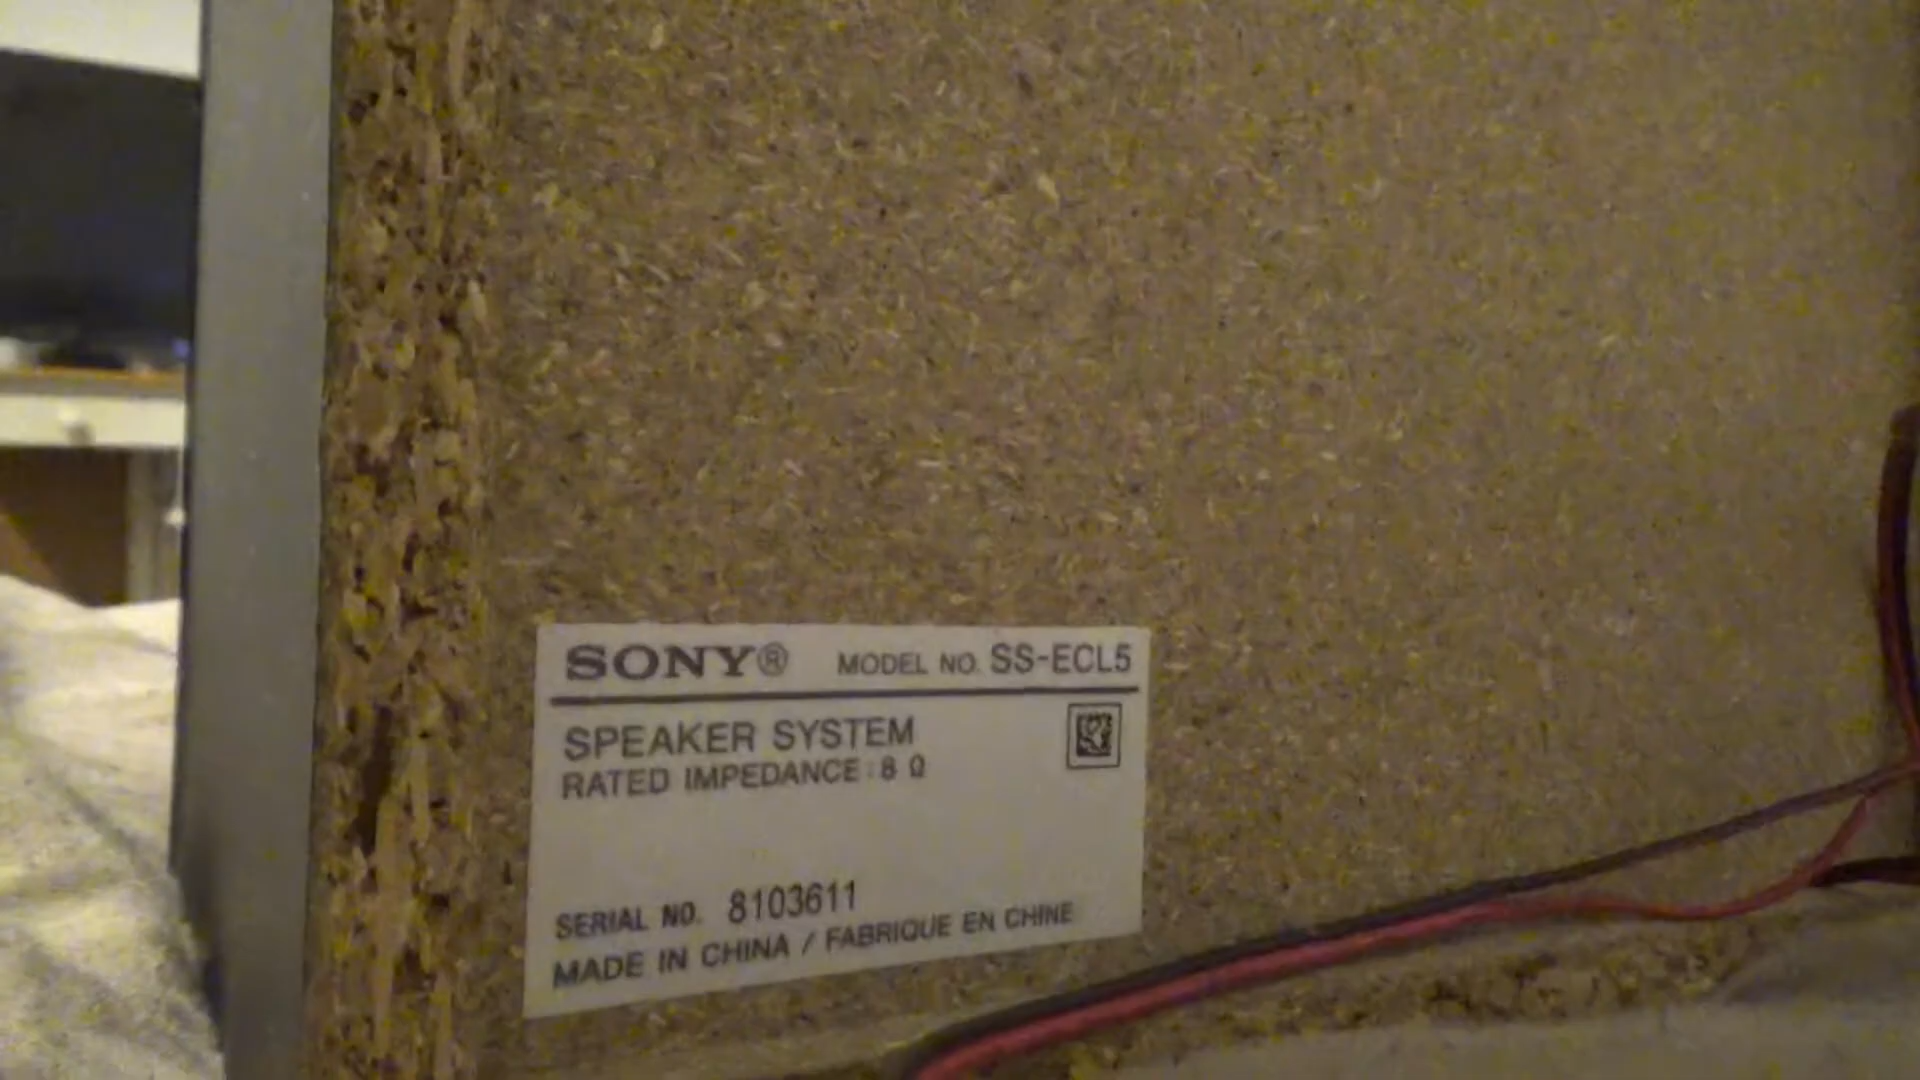 SONY® MODEL NO. SS-ECL5
SPEAKER SYSTEM
RATED IMPEDANCE : 8 Ω
SERIAL NO. 8103611
MADE IN CHINA / FABRIQUE EN CHINE